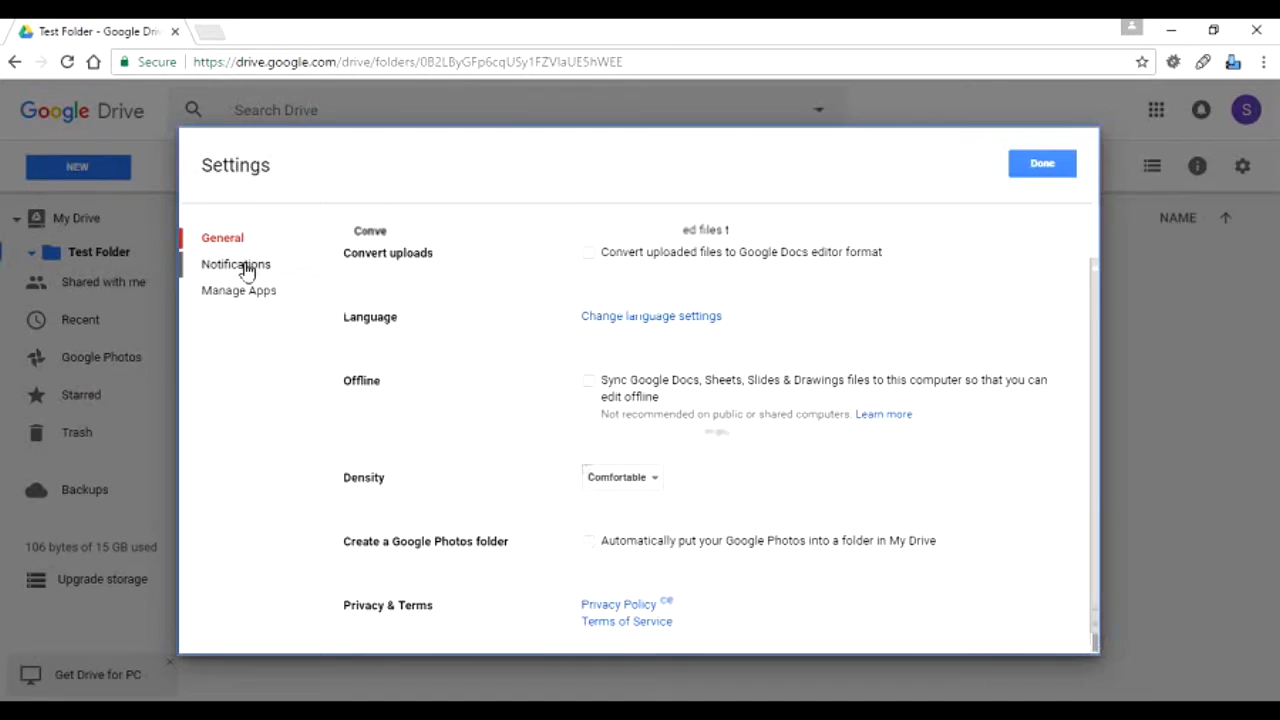 Test Folder - Google Dri
Secure
https://drive.google.com/drive/folders/0B2LByGFp6cqUSy1FZVlaUE5hWEE
Google Drive
Search Drive
S
NEW
Settings
Done
My Drive
NAME
General
Conve
ed files t
Test Folder
Convert uploads
Convert uploaded files to Google Docs editor format
Notifications
Shared with me
Manage Apps
Recent
Language
Change language settings
Google Photos
Offline
Sync Google Docs, Sheets, Slides & Drawings files to this computer so that you can
edit offline
Starred
Not recommended on public or shared computers. Learn more
Trash
Density
Comfortable
Backups
106 bytes of 15 GB used
Create a Google Photos folder
Automatically put your Google Photos into a folder in My Drive
Upgrade storage
Privacy & Terms
Privacy Policy
Terms of Service
Get Drive for PC